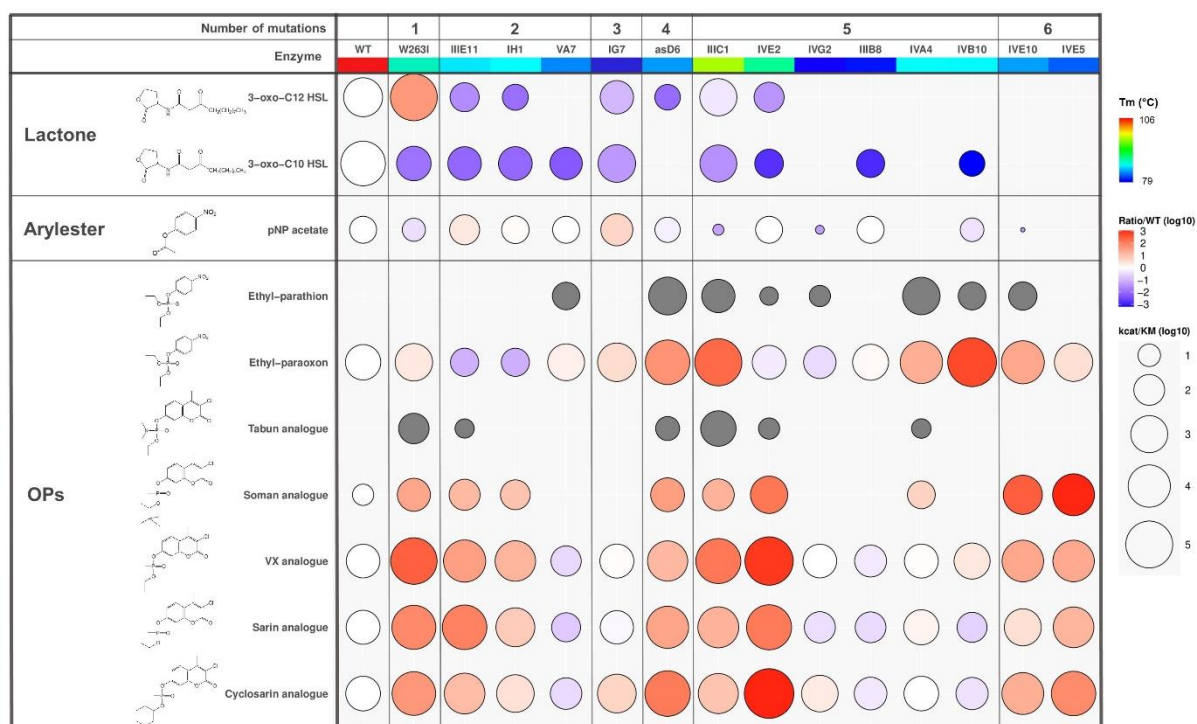 Number of mutations 1 2 3 4 5 6
Enzyme WT W263I IIIE11 IH1 VA7 IG7 asD6 IIIC1 IVE2 IVG2 IIIB8 IVA4 IVB10 IVE10 IVE5
Lactone
3-oxo-C12 HSL
3-oxo-C10 HSL
Arylester
pNP acetate
OPs
Ethyl-parathion
Ethyl-paraoxon
Tabun analogue
Soman analogue
VX analogue
Sarin analogue
Cyclosarin analogue
Tm (°C)
106
79
Ratio/WT (log10)
3
2
1
0
-1
-2
-3
kcat/KM (log10)
1
2
3
4
5